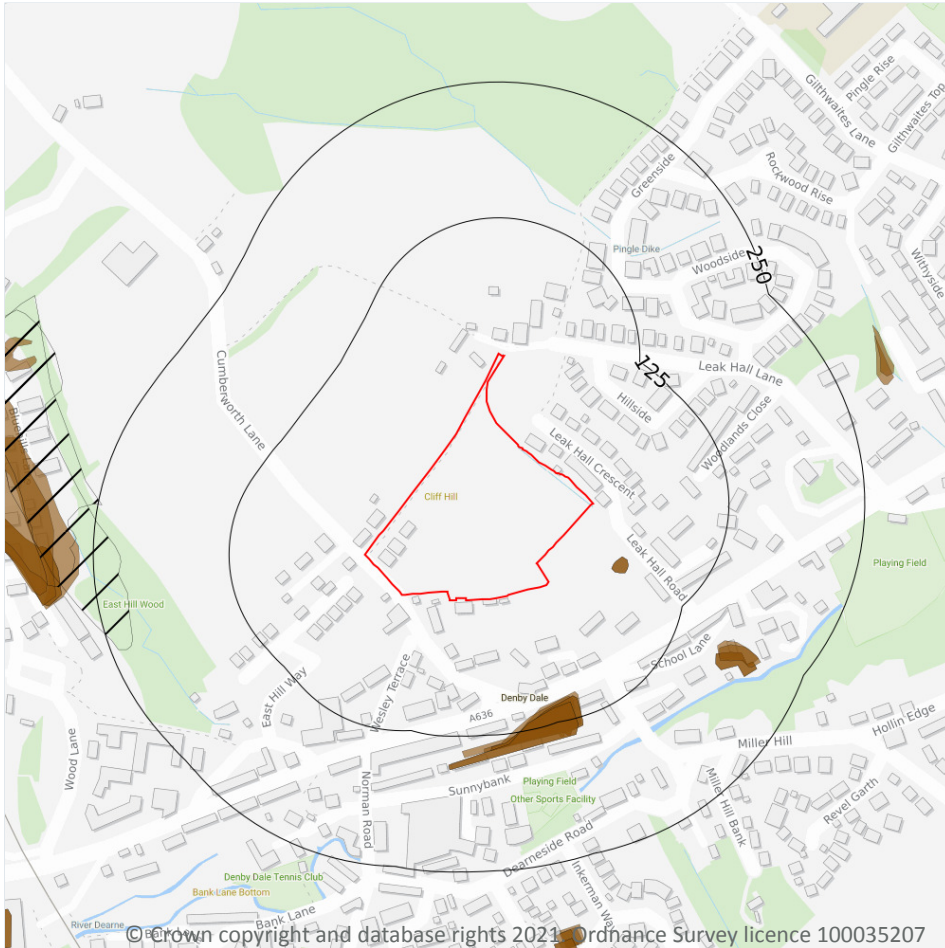 Gilthwaites Lane
Pingle Rise
Gilthwaites Top
Greenside
Rockwood Rise
Pingle Dike
Woodside
250
Withyside
Cumberworth Lane
125
Leak Hall Lane
Hillside
Woodlands Close
Leak Hall Crescent
Cliff Hill
Leak Hall Road
Playing Field
East Hill Wood
School Lane
Wesley Terrace
East Hill Way
Denby Dale
A636
Wood Lane
Hollin Edge
Miller Hill
Norman Road
Sunnybank
Playing Field
Other Sports Facility
Miller Hill Bank
Revel Garth
Dearneside Road
Denby Dale Tennis Club
Bank Lane Bottom
Inkerman Way
Bank Lane
River Dearne
Bank Lane
© Crown copyright and database rights 2021. Ordnance Survey licence 100035207